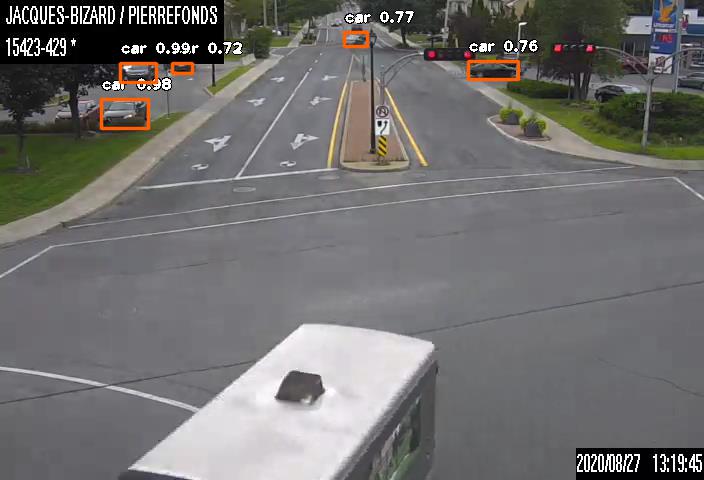 JACQUES-BIZARD / PIERREFONDS
15423-429 *
car 0.77
car 0.99r 0.72
car 0.76
car 0.98
2020/08/27 13:19:45